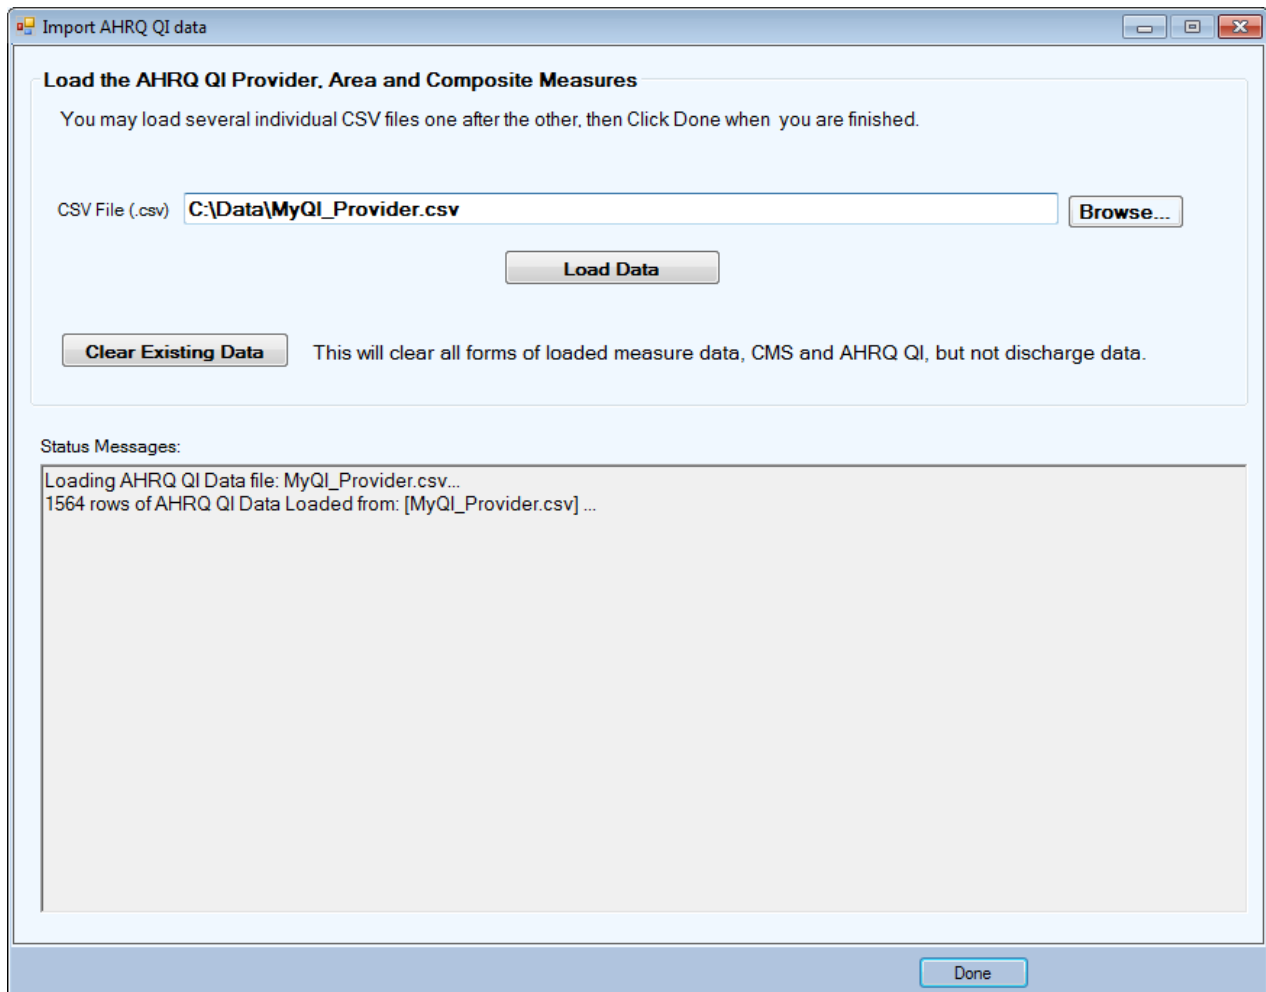 Import AHRQ QI data
Load the AHRQ QI Provider, Area and Composite Measures
You may load several individual CSV files one after the other, then Click Done when  you are finished.
CSV File (.csv) C:\Data\MyQI_Provider.csv Browse...
Load Data
Clear Existing Data This will clear all forms of loaded measure data, CMS and AHRQ QI, but not discharge data.
Status Messages:
Loading AHRQ QI Data file: MyQI_Provider.csv...
1564 rows of AHRQ QI Data Loaded from: [MyQI_Provider.csv] ...
Done